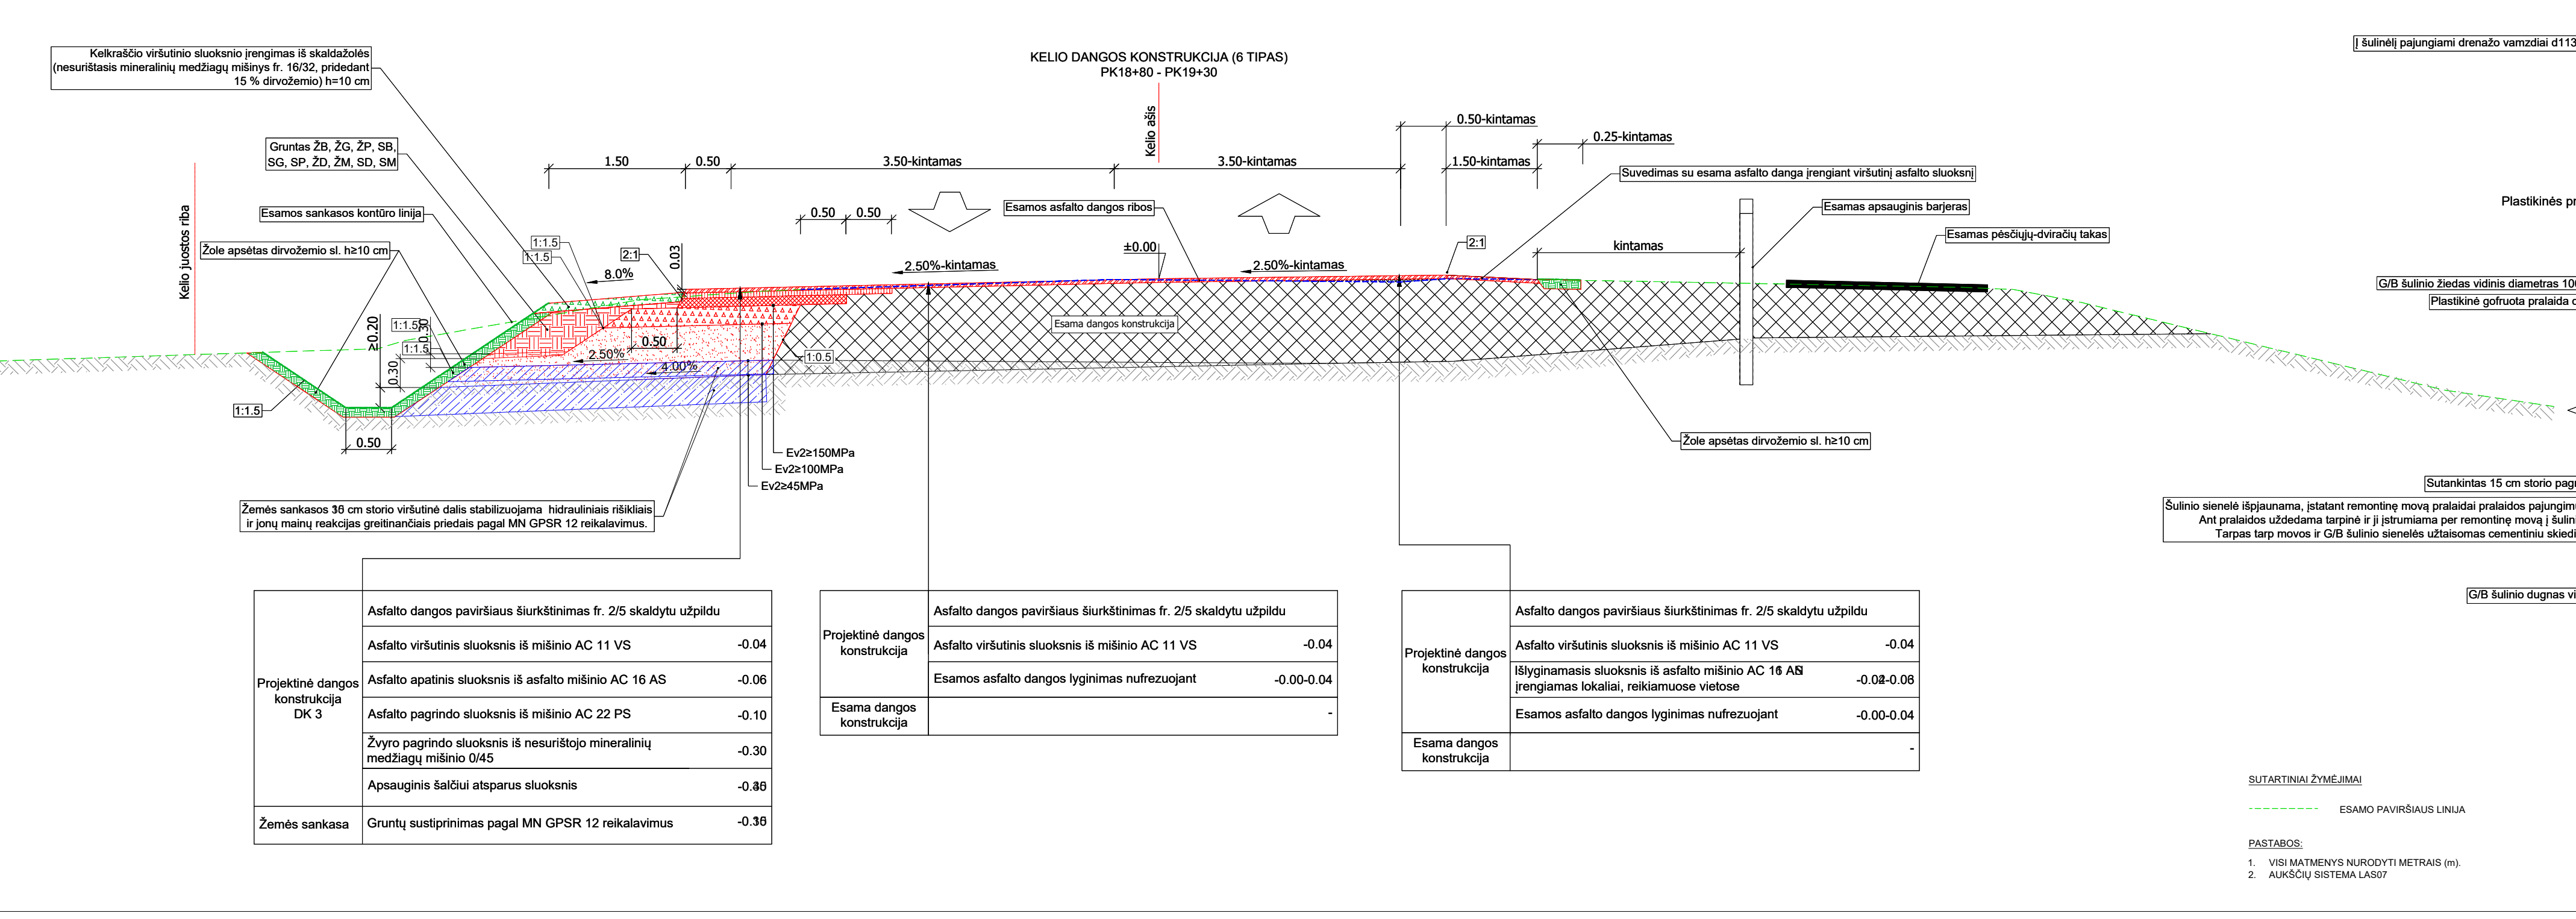 KELIO DANGOS KONSTRUKCIJA (6 TIPAS)
PK18+80 - PK19+30
Kelkraščio viršutinio sluoksnio įrengimas iš skaldažolės
(nesurištasis mineralinių medžiagų mišinys fr. 16/32, pridedant
15 % dirvožemio) h=10 cm
Gruntas ŽB, ŽG, ŽP, SB,
SG, SP, ŽD, ŽM, SD, SM
Esamos sankasos kontūro linija
Žole apsėtas dirvožemio sl. h≥10 cm
Kelio juostos riba
Kelio ašis
1.50
0.50
3.50-kintamas
3.50-kintamas
0.50-kintamas
1.50-kintamas
0.25-kintamas
0.50
0.50
Esamos asfalto dangos ribos
Suvedimas su esama asfalto danga įrengiant viršutinį asfalto sluoksnį
Esamas apsauginis barjeras
Esamas pėsčiųjų-dviračių takas
kintamas
1:1.5
1:1.5
2:1
0.03
8.0%
2.50%-kintamas
±0.00
2.50%-kintamas
2:1
Esama dangos konstrukcija
1:1.5
1:1.5
0.30
≥0.20
0.30
0.50
2.50%
4.00%
1:0.5
1:1.5
0.50
Ev2≥150MPa
Ev2≥100MPa
Ev2≥45MPa
Žole apsėtas dirvožemio sl. h≥10 cm
Žemės sankasos cm storio viršutinė dalis stabilizuojama hidrauliniais rišikliais
ir jonų mainų reakcijas greitinančiais priedais pagal MN GPSR 12 reikalavimus.
Projektinė dangos
konstrukcija
DK 3
Asfalto dangos paviršiaus šiurkštinimas fr. 2/5 skaldytu užpildu
Asfalto viršutinis sluoksnis iš mišinio AC 11 VS -0.04
Asfalto apatinis sluoksnis iš asfalto mišinio AC 16 AS -0.06
Asfalto pagrindo sluoksnis iš mišinio AC 22 PS -0.10
Žvyro pagrindo sluoksnis iš nesurištojo mineralinių
medžiagų mišinio 0/45 -0.30
Apsauginis šalčiui atsparus sluoksnis
Žemės sankasa
Gruntų sustiprinimas pagal MN GPSR 12 reikalavimus
Projektinė dangos
konstrukcija
Asfalto dangos paviršiaus šiurkštinimas fr. 2/5 skaldytu užpildu
Asfalto viršutinis sluoksnis iš mišinio AC 11 VS -0.04
Esamos asfalto dangos lyginimas nufrezuojant -0.00-0.04
Esama dangos
konstrukcija
-
Projektinė dangos
konstrukcija
Asfalto dangos paviršiaus šiurkštinimas fr. 2/5 skaldytu užpildu
Asfalto viršutinis sluoksnis iš mišinio AC 11 VS -0.04
Išlyginamasis sluoksnis iš asfalto mišinio AC
įrengiamas lokaliai, reikiamuose vietose
Esamos asfalto dangos lyginimas nufrezuojant -0.00-0.04
Esama dangos
konstrukcija
-
Į šulinėlį pajungiami drenažo vamzdiai d113
Plastikinės
G/B šulinio žiedas vidinis diametras
Plastikinė gofruota pralaida
Sutankintas 15 cm storio
Šulinio sienelė išpjaunama, įstatant remontinę movą pralaidai pralaidos
Ant pralaidos uždedama tarpinė ir ji įstrumiama per remontinę movą į
Tarpas tarp movos ir G/B šulinio sienelės užtaisomas cementiniu
G/B šulinio dugnas
SUTARTINIAI ŽYMĖJIMAI
ESAMO PAVIRŠIAUS LINIJA
PASTABOS:
1. VISI MATMENYS NURODYTI METRAIS (m).
2. AUKŠČIŲ SISTEMA LAS07